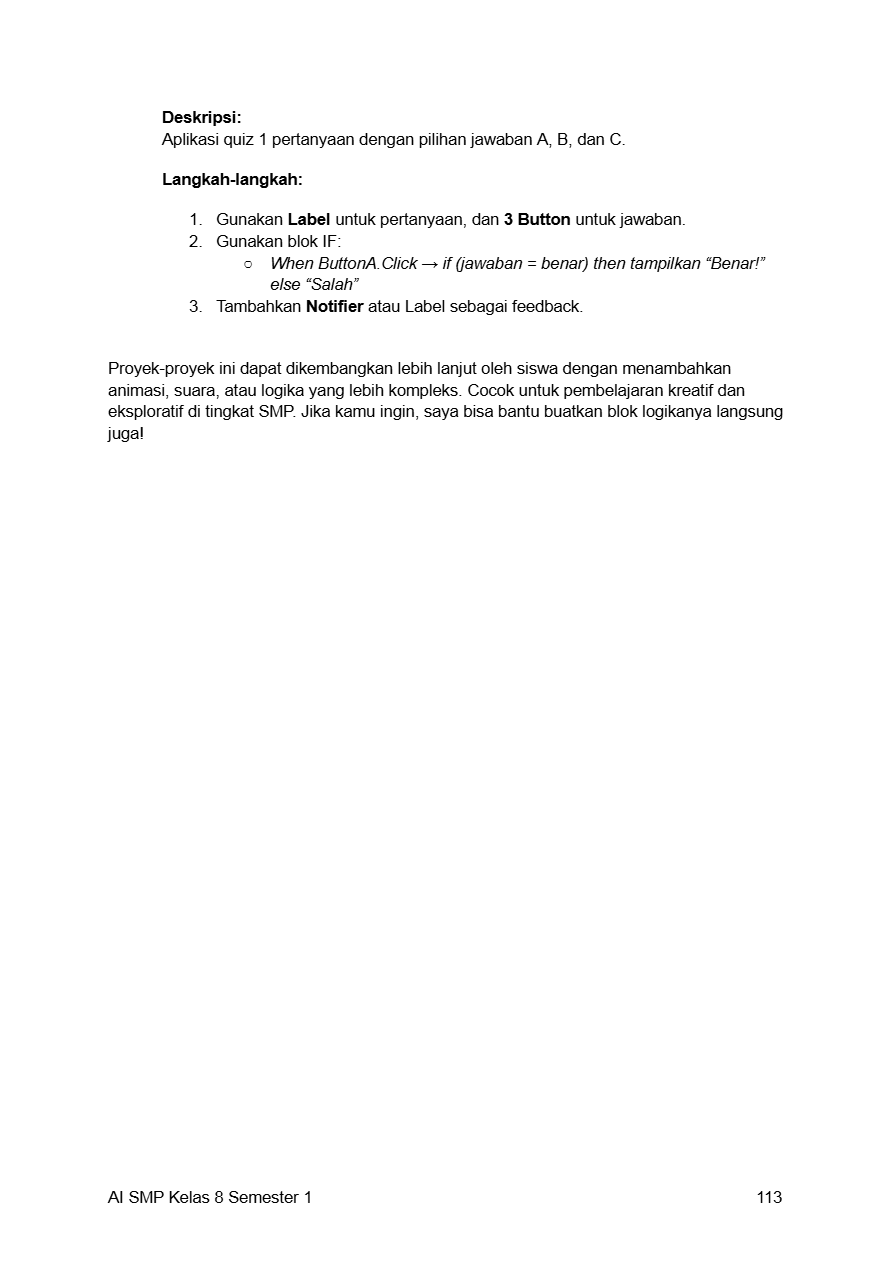 Deskripsi:
Aplikasi quiz 1 pertanyaan dengan pilihan jawaban A, B, dan C.
Langkah-langkah:
1. Gunakan Label untuk pertanyaan, dan 3 Button untuk jawaban.
2. Gunakan blok IF:
○ When ButtonA.Click → if (jawaban = benar) then tampilkan “Benar!”
else “Salah”
3. Tambahkan Notifier atau Label sebagai feedback.
Proyek-proyek ini dapat dikembangkan lebih lanjut oleh siswa dengan menambahkan
animasi, suara, atau logika yang lebih kompleks. Cocok untuk pembelajaran kreatif dan
eksploratif di tingkat SMP. Jika kamu ingin, saya bisa bantu buatkan blok logikanya langsung
juga!
AI SMP Kelas 8 Semester 1 113